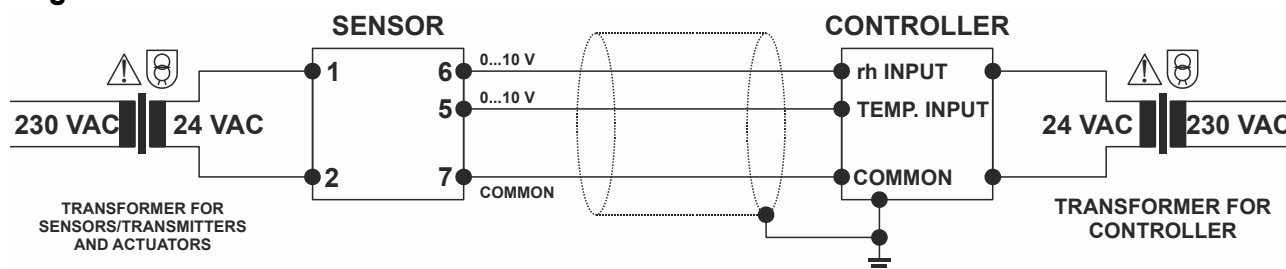 SENSOR
CONTROLLER
1
6
0...10 V
rh INPUT
5
0...10 V
TEMP. INPUT
230 VAC
24 VAC
24 VAC
230 VAC
2
7
COMMON
COMMON
TRANSFORMER FOR
SENSORS/TRANSMITTERS
AND ACTUATORS
TRANSFORMER FOR
CONTROLLER